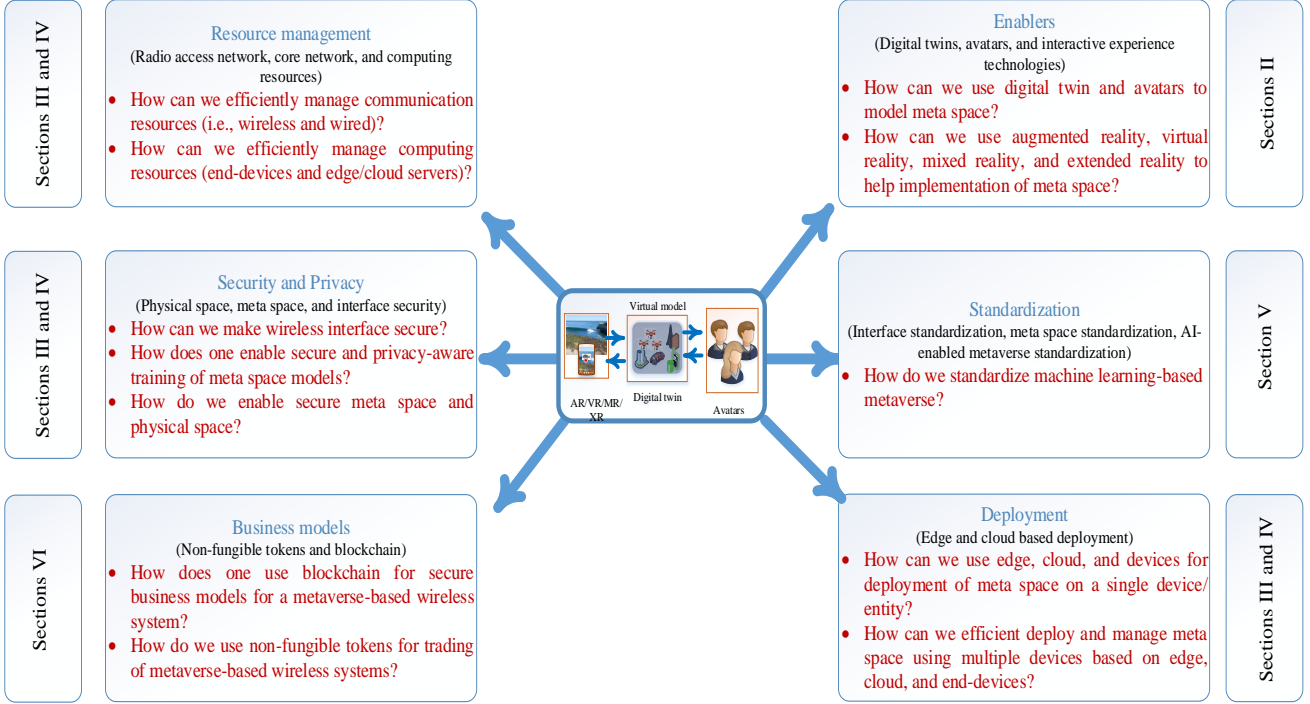 Sections III and IV
Resource management
(Radio access network, core network, and computing
resources)
• How can we efficiently manage communication
resources (i.e., wireless and wired)?
• How can we efficiently manage computing
resources (end-devices and edge/cloud servers)?
Enablers
(Digital twins, avatars, and interactive experience
technologies)
• How can we use digital twin and avatars to
model meta space?
• How can we use augmented reality, virtual
reality, mixed reality, and extended reality to
help implementation of meta space?
Sections II
Sections III and IV
Security and Privacy
(Physical space, meta space, and interface security)
• How can we make wireless interface secure?
• How does one enable secure and privacy-aware
training of meta space models?
• How do we enable secure meta space and
physical space?
Virtual model
AR/VR/MR/
XR
Digital twin
Avatars
Standardization
(Interface standardization, meta space standardization, AI-
enabled metaverse standardization)
• How do we standardize machine learning-based
metaverse?
Section V
Sections VI
Business models
(Non-fungible tokens and blockchain)
• How does one use blockchain for secure
business models for a metaverse-based wireless
system?
• How do we use non-fungible tokens for trading
of metaverse-based wireless systems?
Deployment
(Edge and cloud based deployment)
• How can we use edge, cloud, and devices for
deployment of meta space on a single device/
entity?
• How can we efficient deploy and manage meta
space using multiple devices based on edge,
cloud, and end-devices?
Sections III and IV